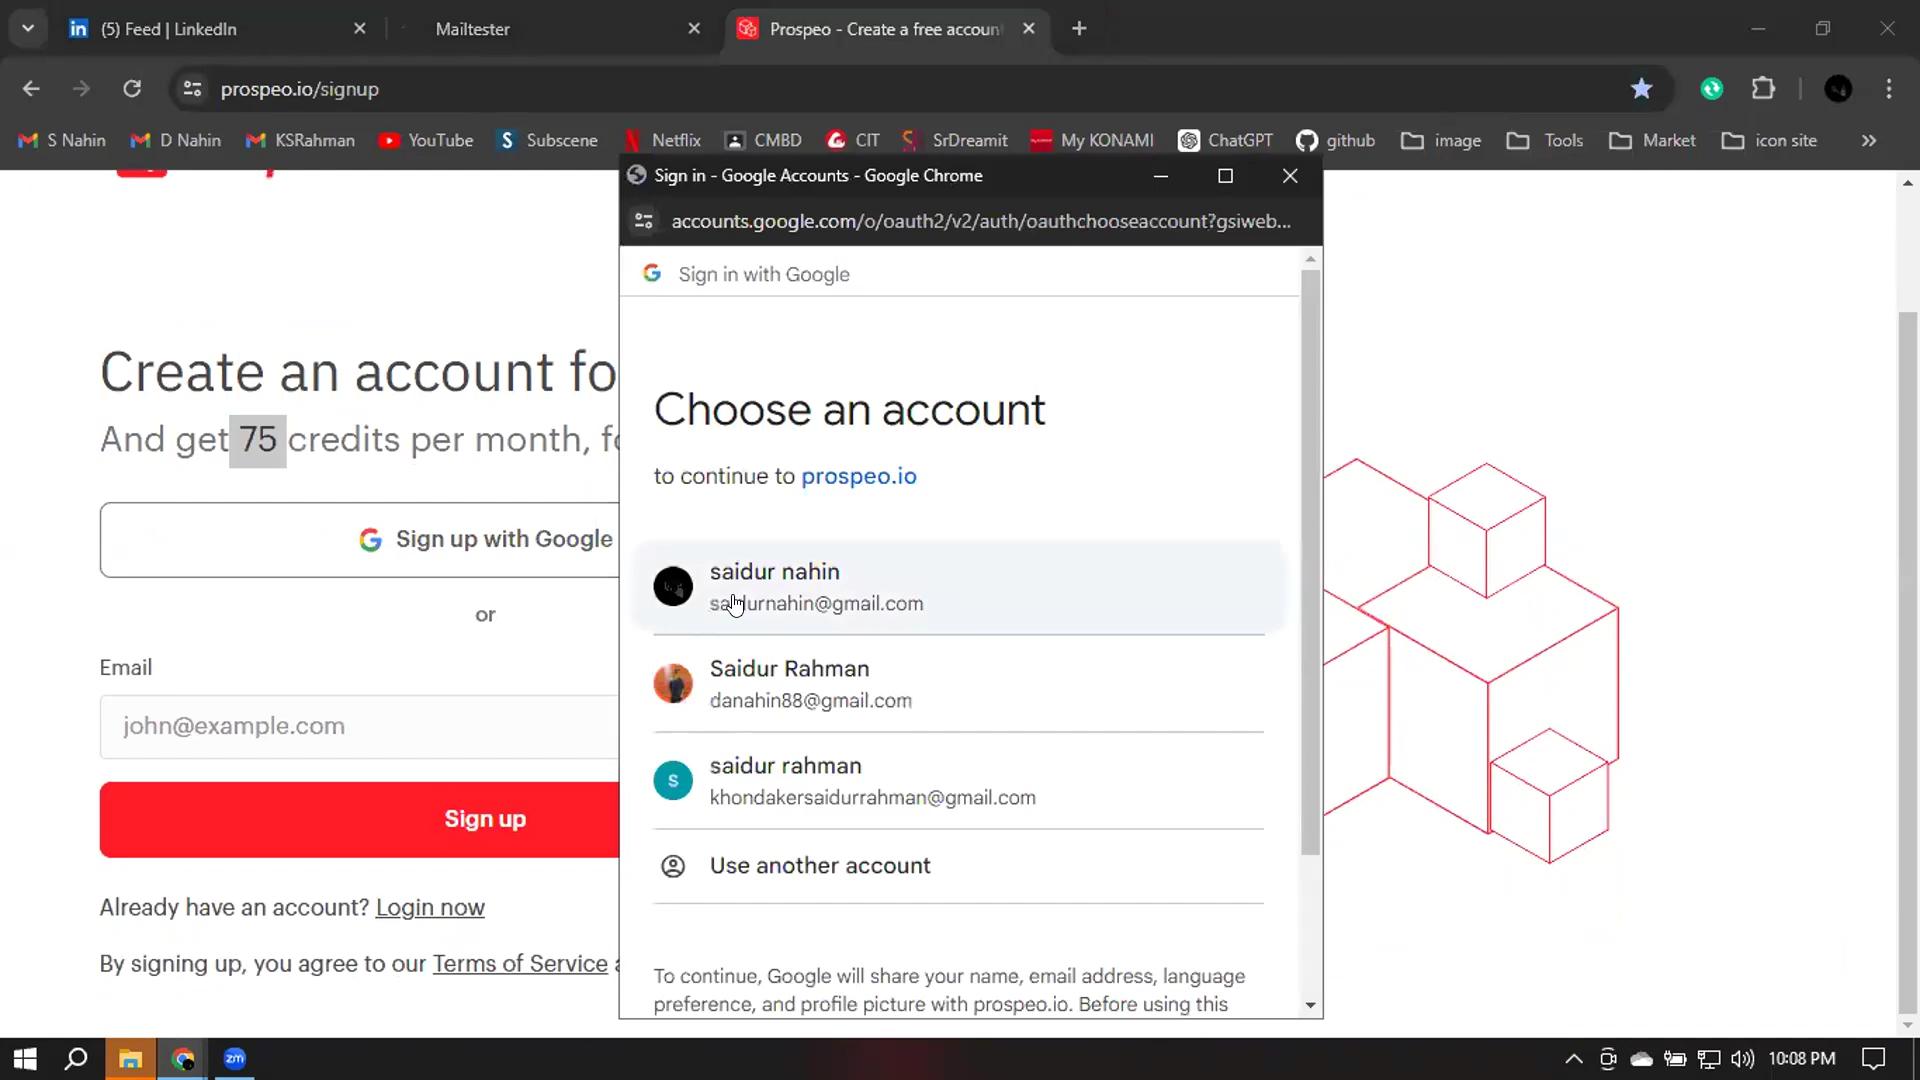 (5) Feed | LinkedIn
Mailtester
Prospeo - Create a free accoun
prospeo.io/signup
S Nahin
D Nahin
KSRahman
YouTube
Subscene
Netflix
CMBD
CIT
SrDreamit
My KONAMI
ChatGPT
github
image
Tools
Market
icon site
Sign in - Google Accounts - Google Chrome
accounts.google.com/o/oauth2/v2/auth/oauthchooseaccount?gsiweb...
Sign in with Google
Choose an account
to continue to prospeo.io
saidur nahin
saidurnahin@gmail.com
Saidur Rahman
danahin88@gmail.com
S
saidur rahman
khondakersaidurrahman@gmail.com
Use another account
To continue, Google will share your name, email address, language
preference, and profile picture with prospeo.io. Before using this
Create an account fo
And get 75 credits per month, fo
Sign up with Google
or
Email
john@example.com
Sign up
Already have an account? Login now
By signing up, you agree to our Terms of Service a
zm
10:08 PM